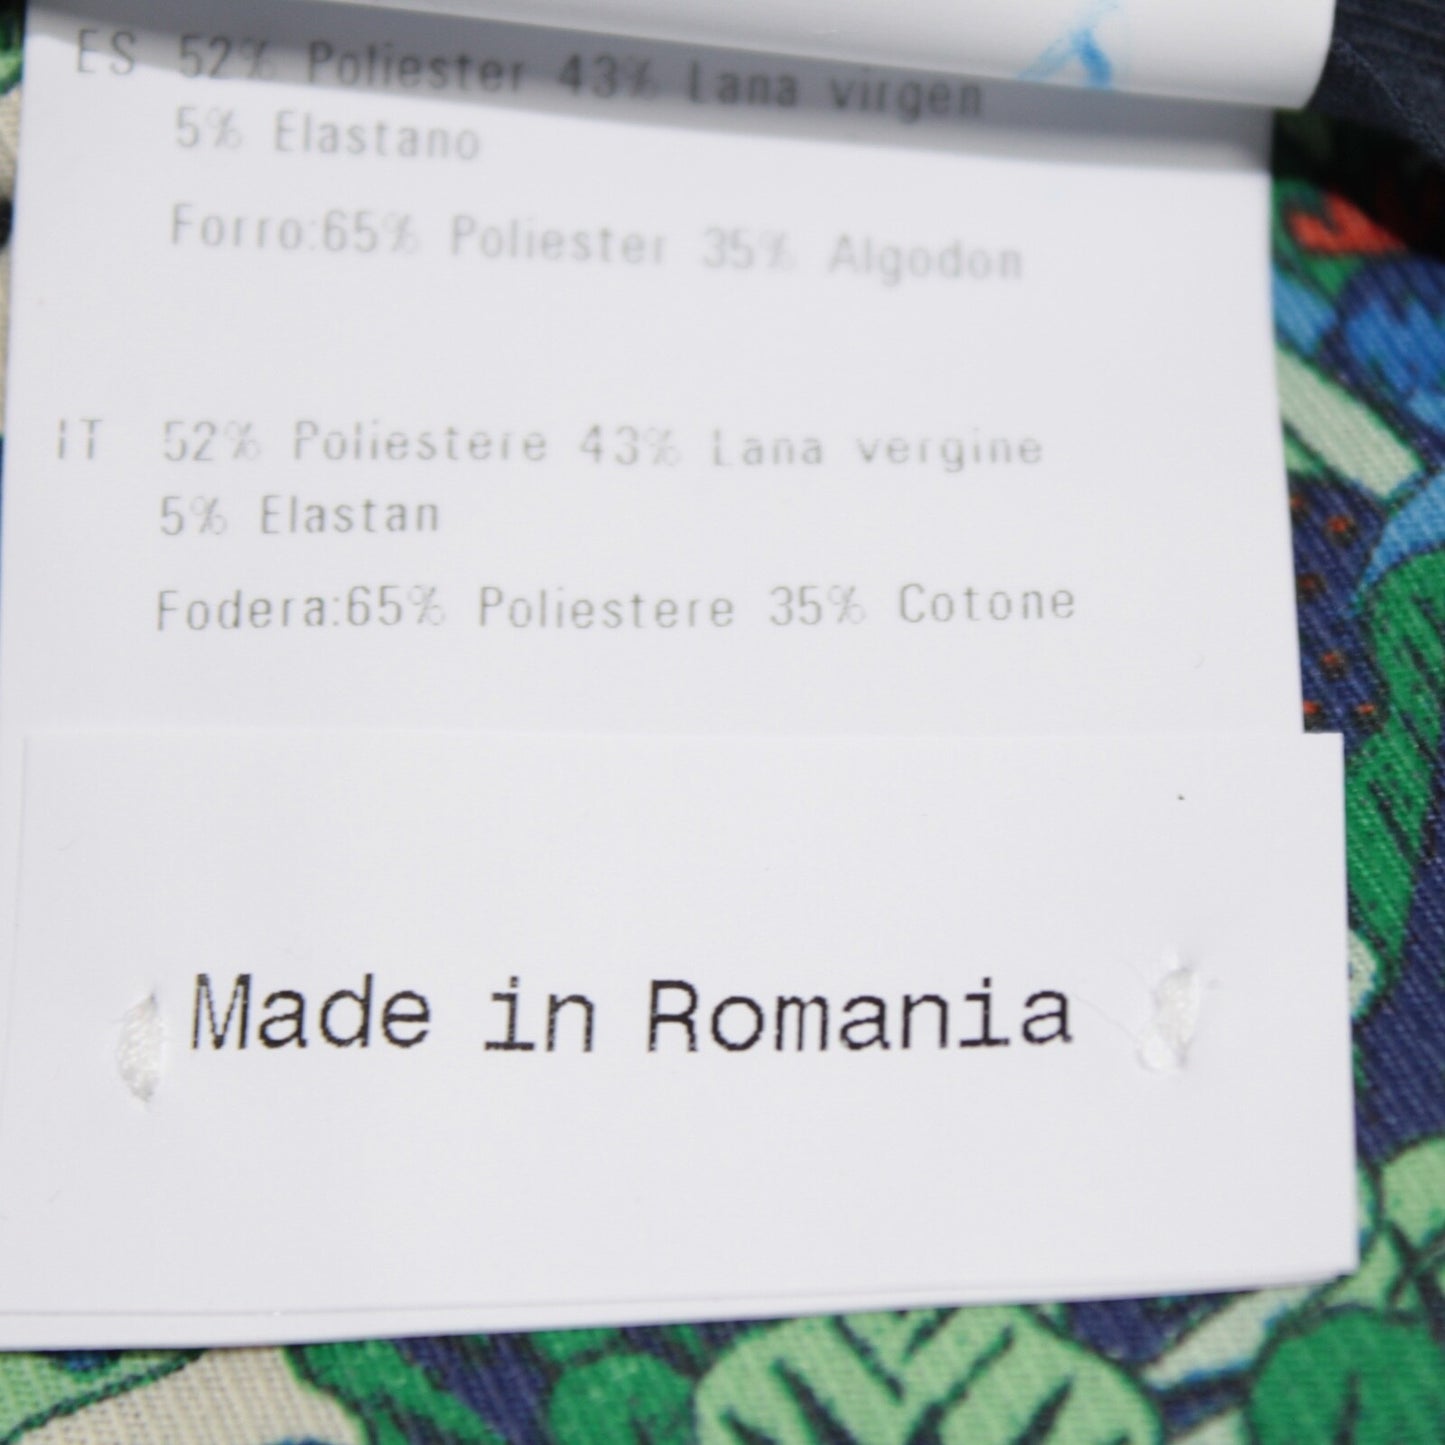 ES 52% Poliester 43% Lana virgen
5% Elastano
Forro:65% Poliester 35% Algodon
IT 52% Poliestere 43% Lana vergine
5% Elastan
Fodera:65% Poliestere 35% Cotone
Made in Romania